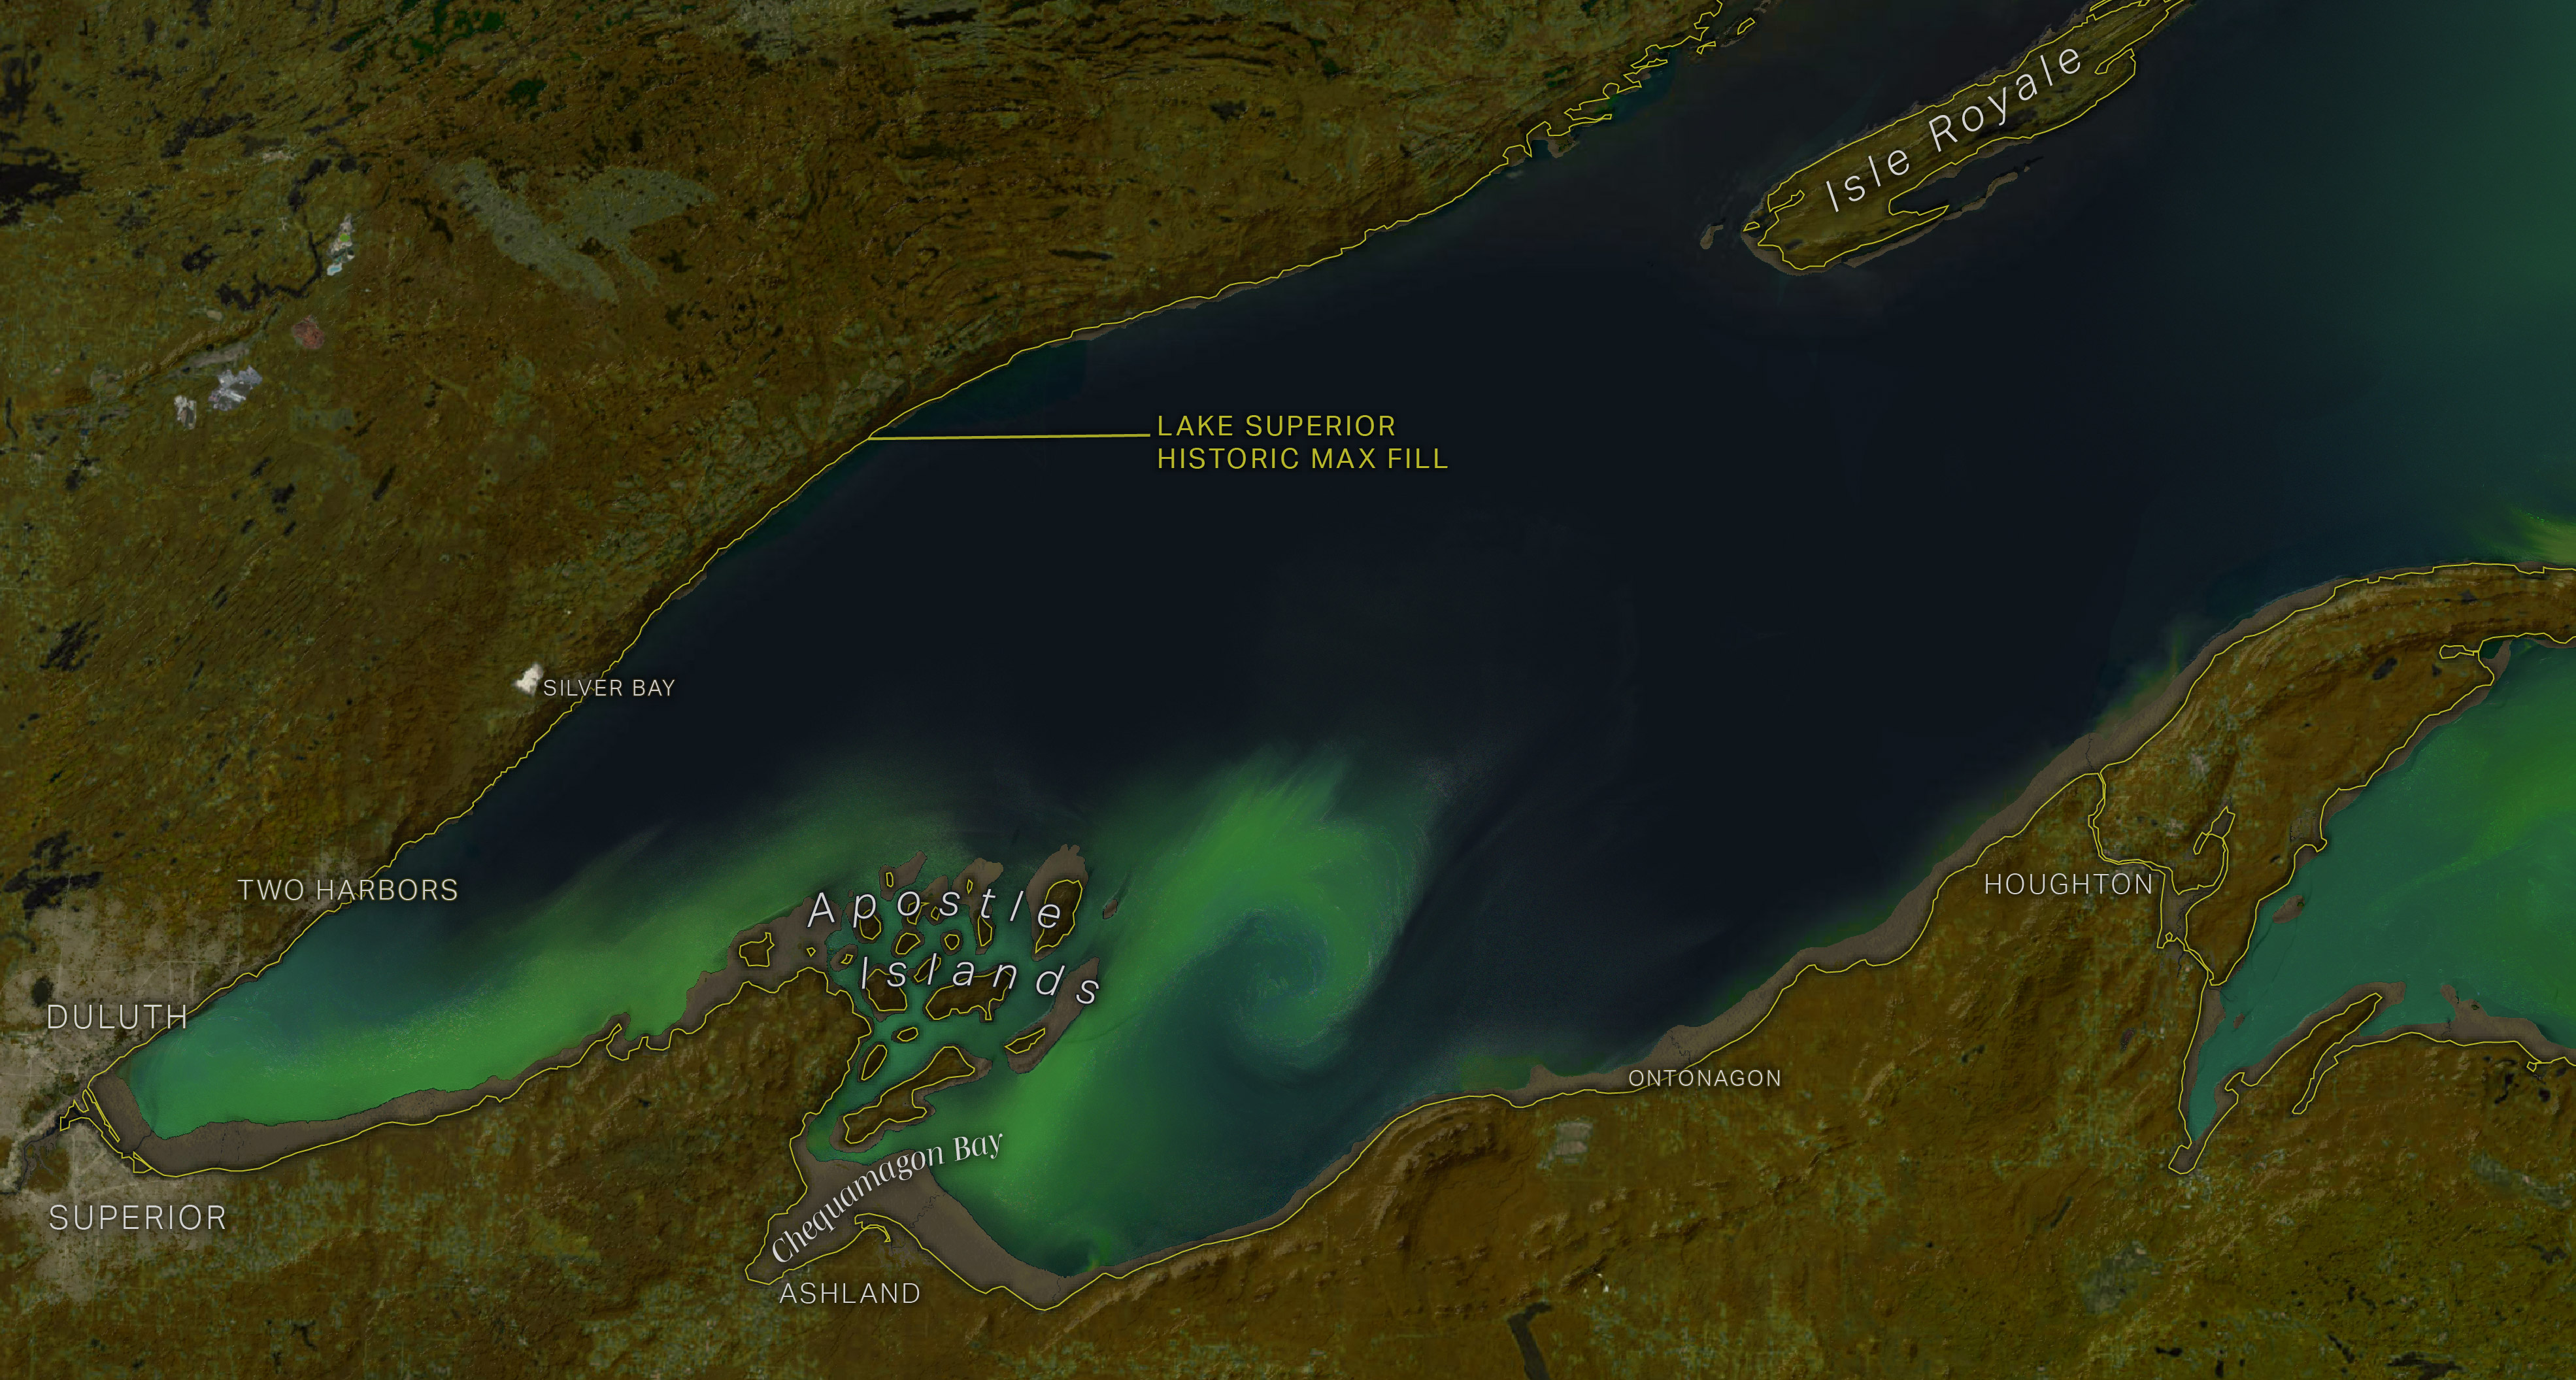 Isle Royale
LAKE SUPERIOR
HISTORIC MAX FILL
SILVER BAY
TWO HARBORS
Apostle
Islands
HOUGHTON
DULUTH
ONTONAGON
Chequamagon Bay
SUPERIOR
ASHLAND